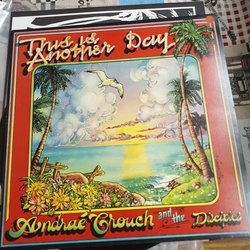 This is
Another Day
Andraé Crouch and the Disciples